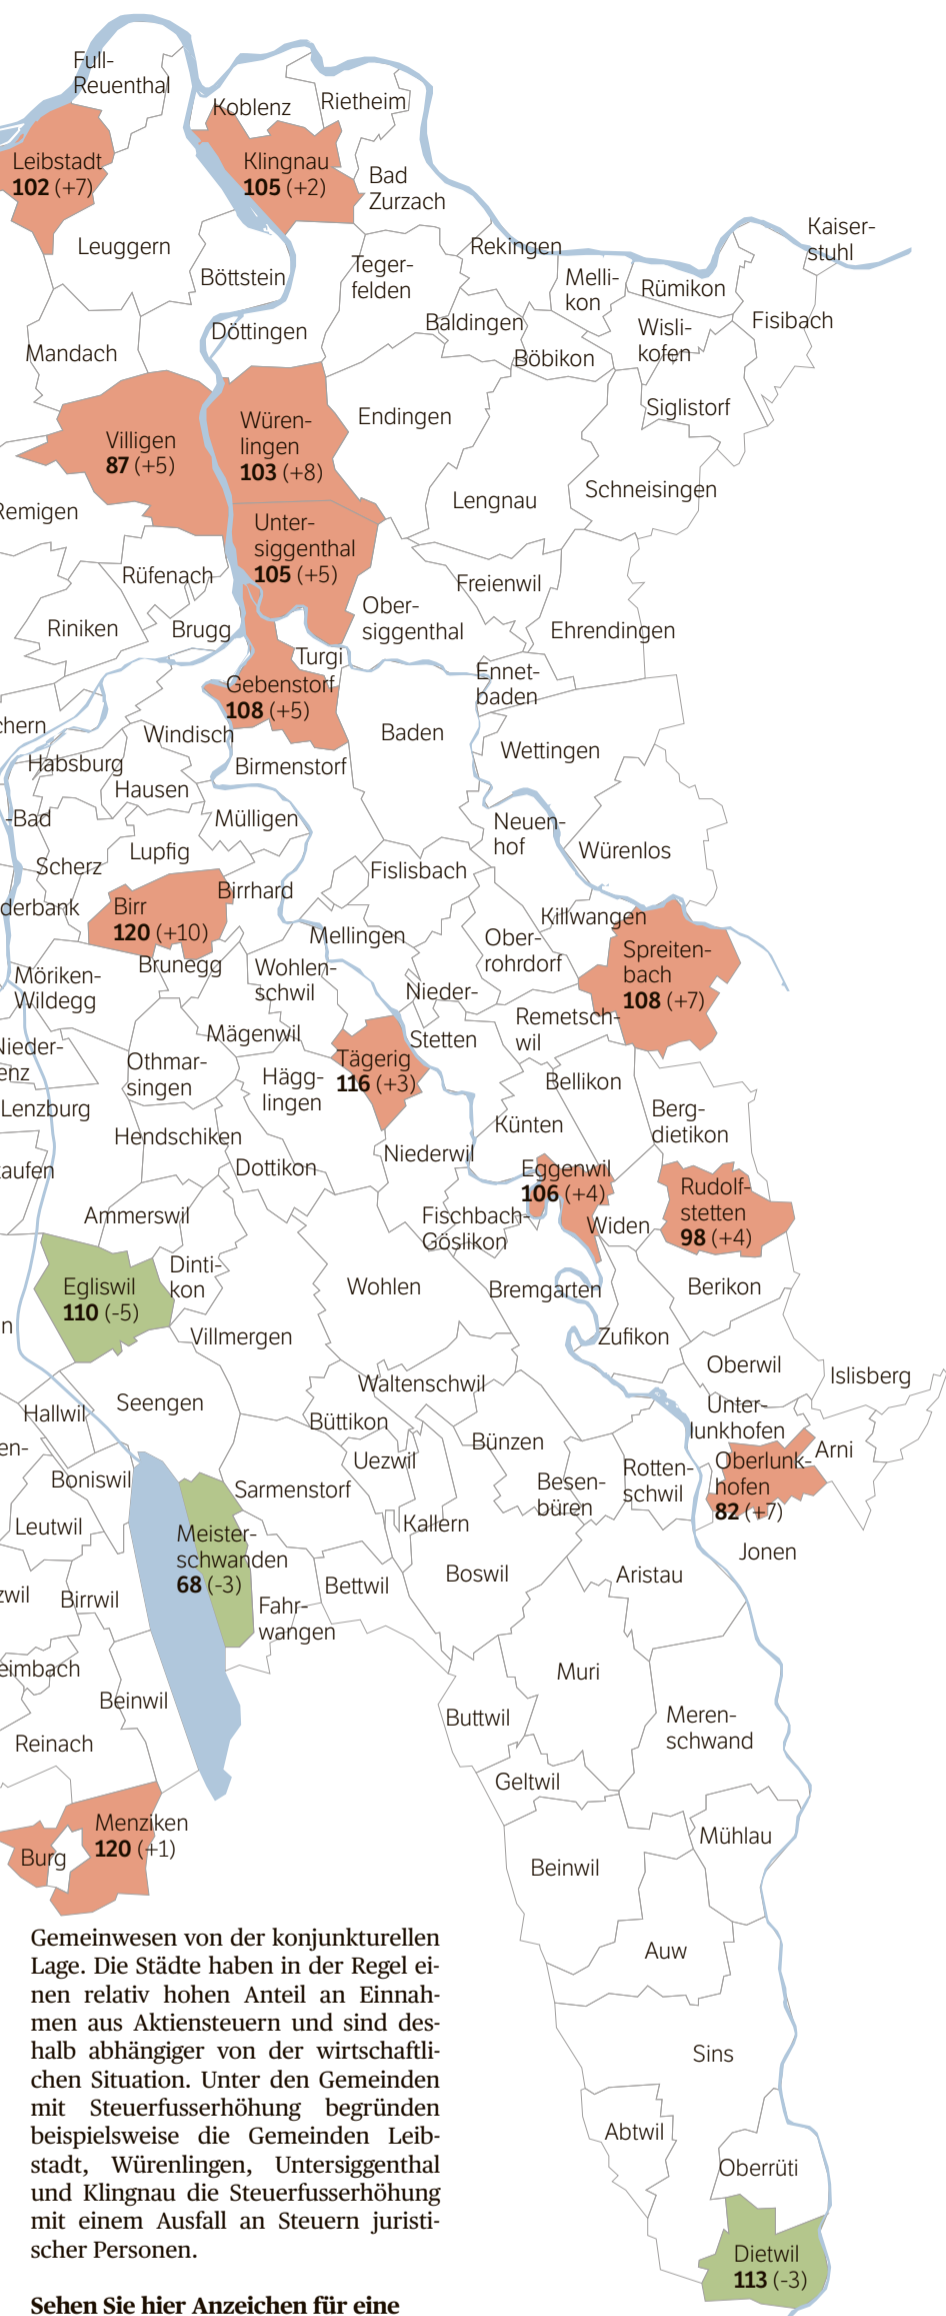 Full-
Reuenthal
Koblenz
Rietheim
Leibstadt
102 (+7)
Klingnau
105 (+2)
Bad
Zurzach
Leuggern
Böttstein
Teger-
felden
Rekingen
Kaiser-
stuhl
Melli-
kon
Rümikon
Fisibach
Döttingen
Baldingen
Wisli-
kofen
Mandach
Böbikon
Siglistorf
Villigen
87 (+5)
Würen-
lingen
103 (+8)
Endingen
Lengnau
Schneisingen
Remigen
Unter-
siggenthal
105 (+5)
Rüfenach
Freienwil
Riniken
Brugg
Ober-
siggenthal
Ehrendingen
Turgi
Ennet-
baden
Gebenstorf
108 (+5)
chern
Windisch
Baden
Wettingen
Habsburg
Birmenstorf
Hausen
-Bad
Mülligen
Neuen-
hof
Würenlos
Lupfig
Scherz
Fislisbach
derbank
Birr
120 (+10)
Birrhard
Killwangen
Mellingen
Ober-
rohrdorf
Spreiten-
bach
108 (+7)
Möriken-
Wildegg
Brunegg
Wohlen-
schwil
Nieder-
Remetsch-
wil
Mägenwil
Stetten
Nieder-
enz
Othmar-
singen
Hägg-
lingen
Tägerig
116 (+3)
Bellikon
Lenzburg
Künten
Berg-
dietikon
Hendschiken
Niederwil
aufen
Dottikon
Eggenwil
106 (+4)
Rudolf-
stetten
98 (+4)
Ammerswil
Fischbach-
Göslikon
Widen
Egliswil
110 (-5)
Dinti-
kon
Wohlen
Bremgarten
Berikon
n
Villmergen
Zufikon
Oberwil
Islisberg
Waltenschwil
Hallwil
Seengen
Büttikon
Unter-
lunkhofen
en-
Bünzen
Arni
Uezwil
Boniswil
Sarmenstorf
Besen-
büren
Rotten-
schwil
Oberlunk-
hofen
82 (+7)
Leutwil
Meister-
schwanden
68 (-3)
Kallern
Jonen
zwil
Birrwil
Bettwil
Boswil
Aristau
Fahr-
wangen
eimbach
Muri
Beinwil
Buttwil
Meren-
schwand
Reinach
Geltwil
Menziken
120 (+1)
Mühlau
Burg
Beinwil
Auw
Sins
Abtwil
Oberrüti
Dietwil
113 (-3)
Gemeinwesen von der konjunkturellen
Lage. Die Städte haben in der Regel ei-
nen relativ hohen Anteil an Einnah-
men aus Aktiensteuern und sind des-
halb abhängiger von der wirtschaftli-
chen Situation. Unter den Gemeinden
mit Steuerfusserhöhung begründen
beispielsweise die Gemeinden Leib-
stadt, Würenlingen, Untersiggenthal
und Klingnau die Steuerfusserhöhung
mit einem Ausfall an Steuern juristi-
scher Personen.
Sehen Sie hier Anzeichen für eine